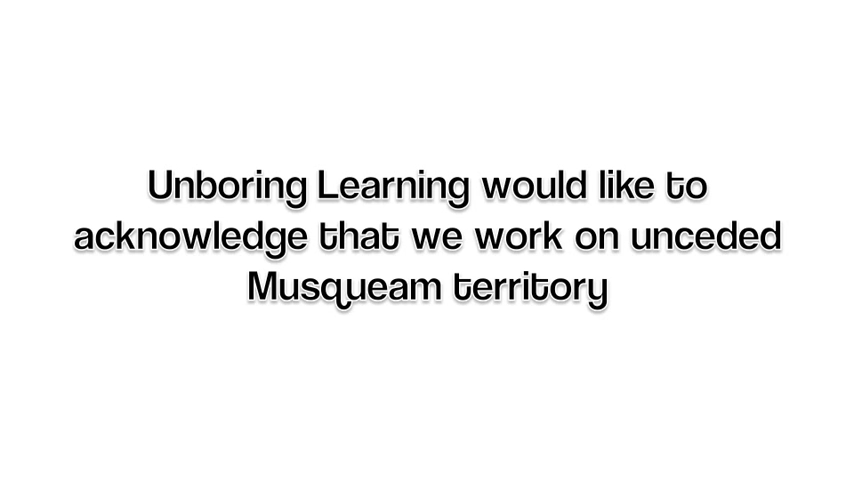 Unboring Learning would like to
acknowledge that we work on unceded
Musqueam territory